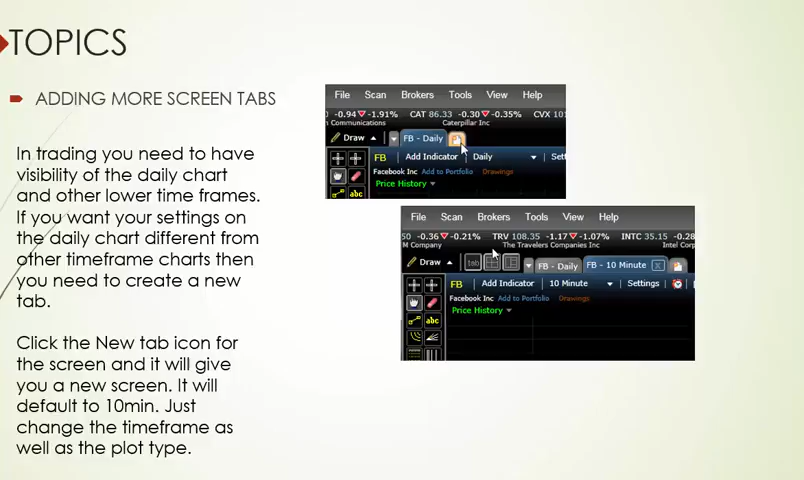 TOPICS
ADDING MORE SCREEN TABS
In trading you need to have
visibility of the daily chart
and other lower time frames.
If you want your settings on
the daily chart different from
other timeframe charts then
you need to create a new
tab.
Click the New tab icon for
the screen and it will give
you a new screen. It will
default to 10min. Just
change the timeframe as
well as the plot type.
File Scan Brokers Tools View Help
-0.94 -1.91% CAT 86.33 -0.30 -0.35% CVX 101
n Communications Caterpillar Inc
Draw FB - Daily
FB Add Indicator Daily Sett
Facebook Inc Add to Portfolio Drawings
abc
Price History
File Scan Brokers Tools View Help
50 -0.36 -0.21% TRV 108.35 -1.17 -1.07% INTC 35.15 -0.28
M Company The Travelers Companies Inc Intel Corp
Draw tab FB - Daily FB - 10 Minute x
FB Add Indicator 10 Minute Settings
Facebook Inc Add to Portfolio Drawings
Price History
abc